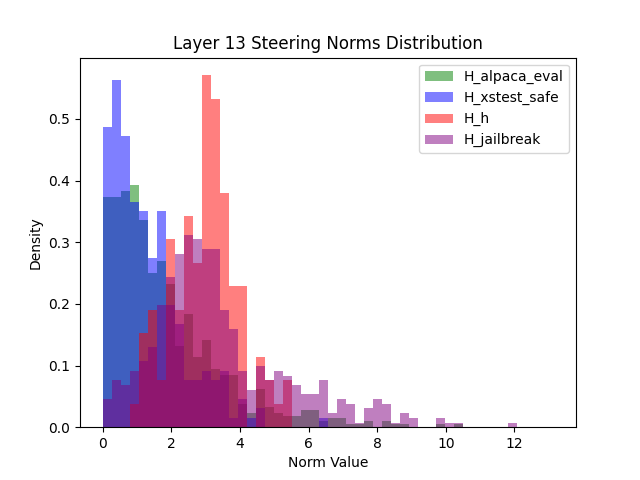 Layer 13 Steering Norms Distribution
H_alpaca_eval
H_xstest_safe
H_h
H_jailbreak
Density
0.5
0.4
0.3
0.2
0.1
0.0
0 2 4 6 8 10 12
Norm Value